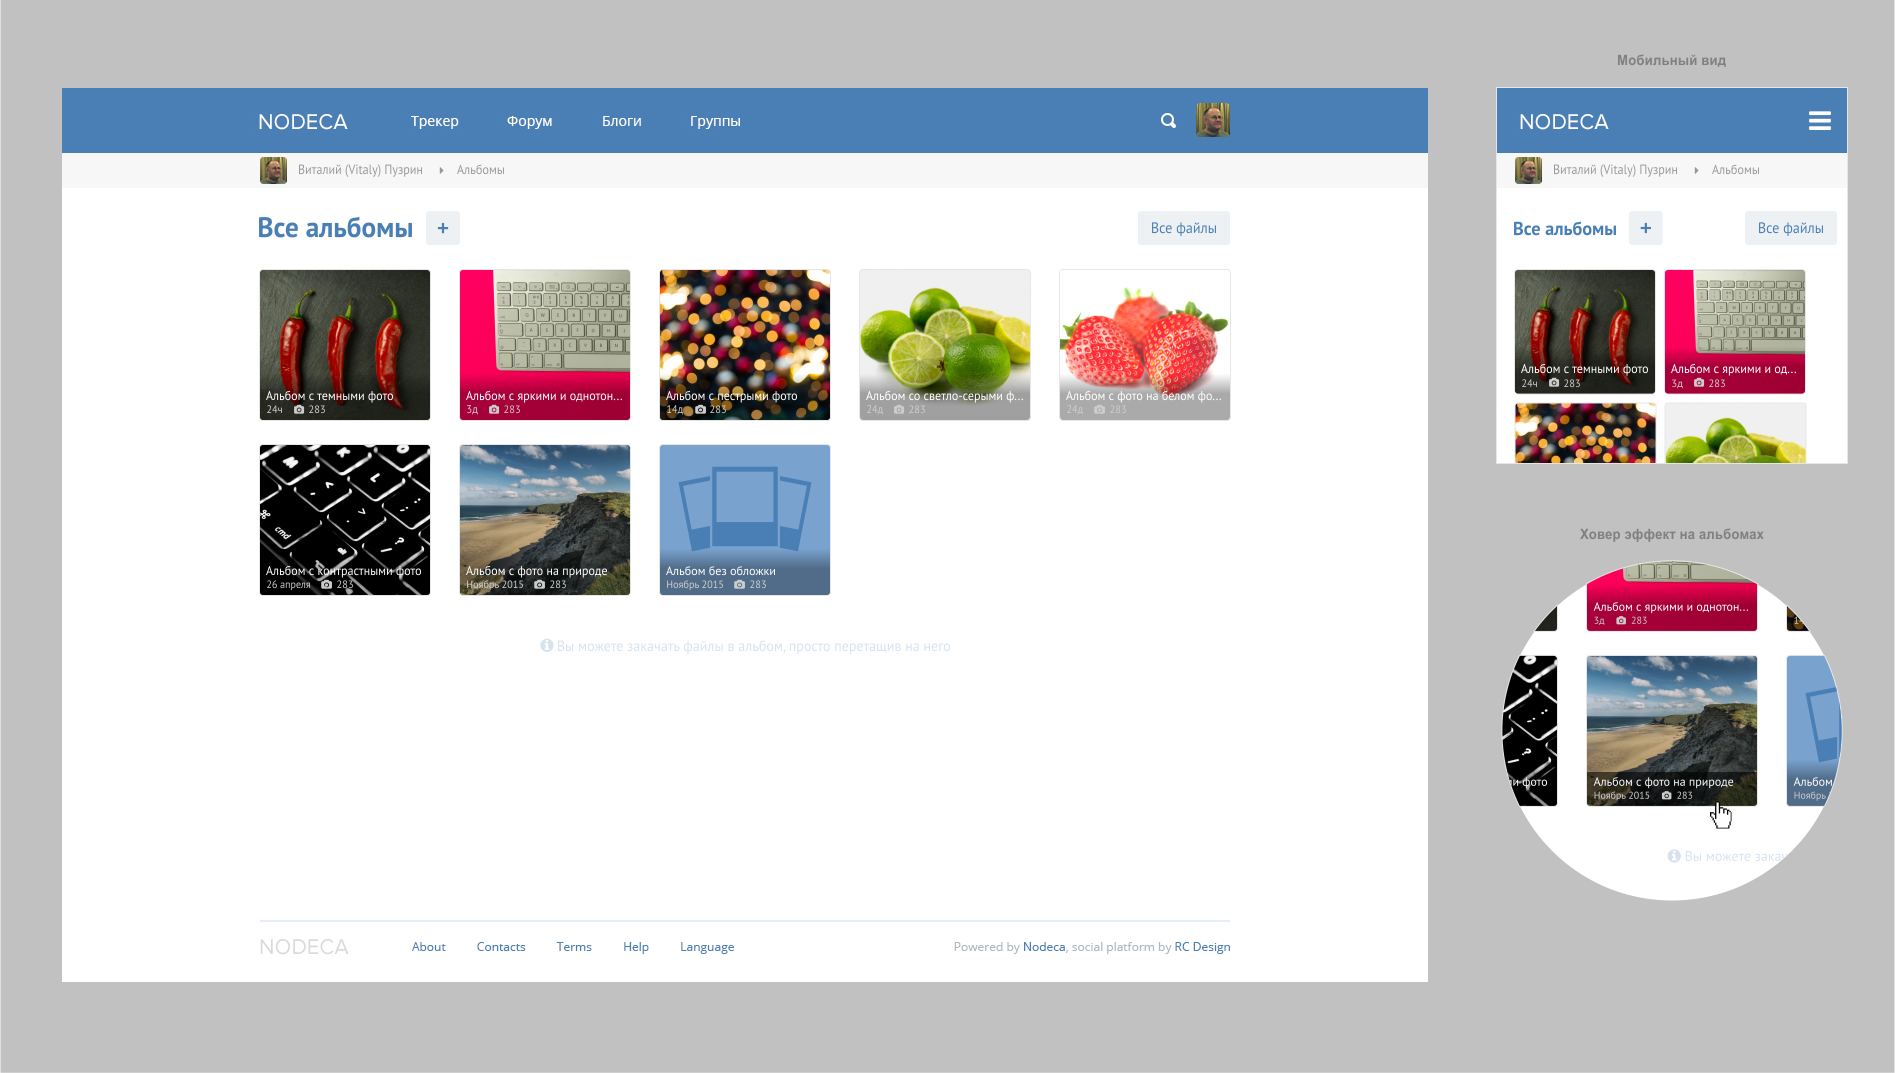 Мобильный вид
NODECA Трекер Форум Блоги Группы
Виталий (Vitaly) Пузрин Альбомы
Все альбомы + Все файлы
Альбом с темными фото
24ч 283
Альбом с яркими и однотон...
3д 283
Альбом с пестрыми фото
14д 283
Альбом со светло-серыми ф...
24д 283
Альбом с фото на белом фо...
24д 283
Альбом с контрастными фото
26 апреля 283
Альбом с фото на природе
Ноябрь 2015 283
Альбом без обложки
Ноябрь 2015 283
Вы можете закачать файлы в альбом, просто перетащив на него
NODECA About Contacts Terms Help Language Powered by Nodeca, social platform by RC Design
NODECA
Виталий (Vitaly) Пузрин Альбомы
Все альбомы + Все файлы
Альбом с темными фото
24ч 283
Альбом с яркими и од...
3д 283
Ховер эффект на альбомах
Альбом с яркими и однотон...
3д 283
Альбом с фото на природе
Ноябрь 2015 283
фото
Альбом
Ноябрь
Вы можете